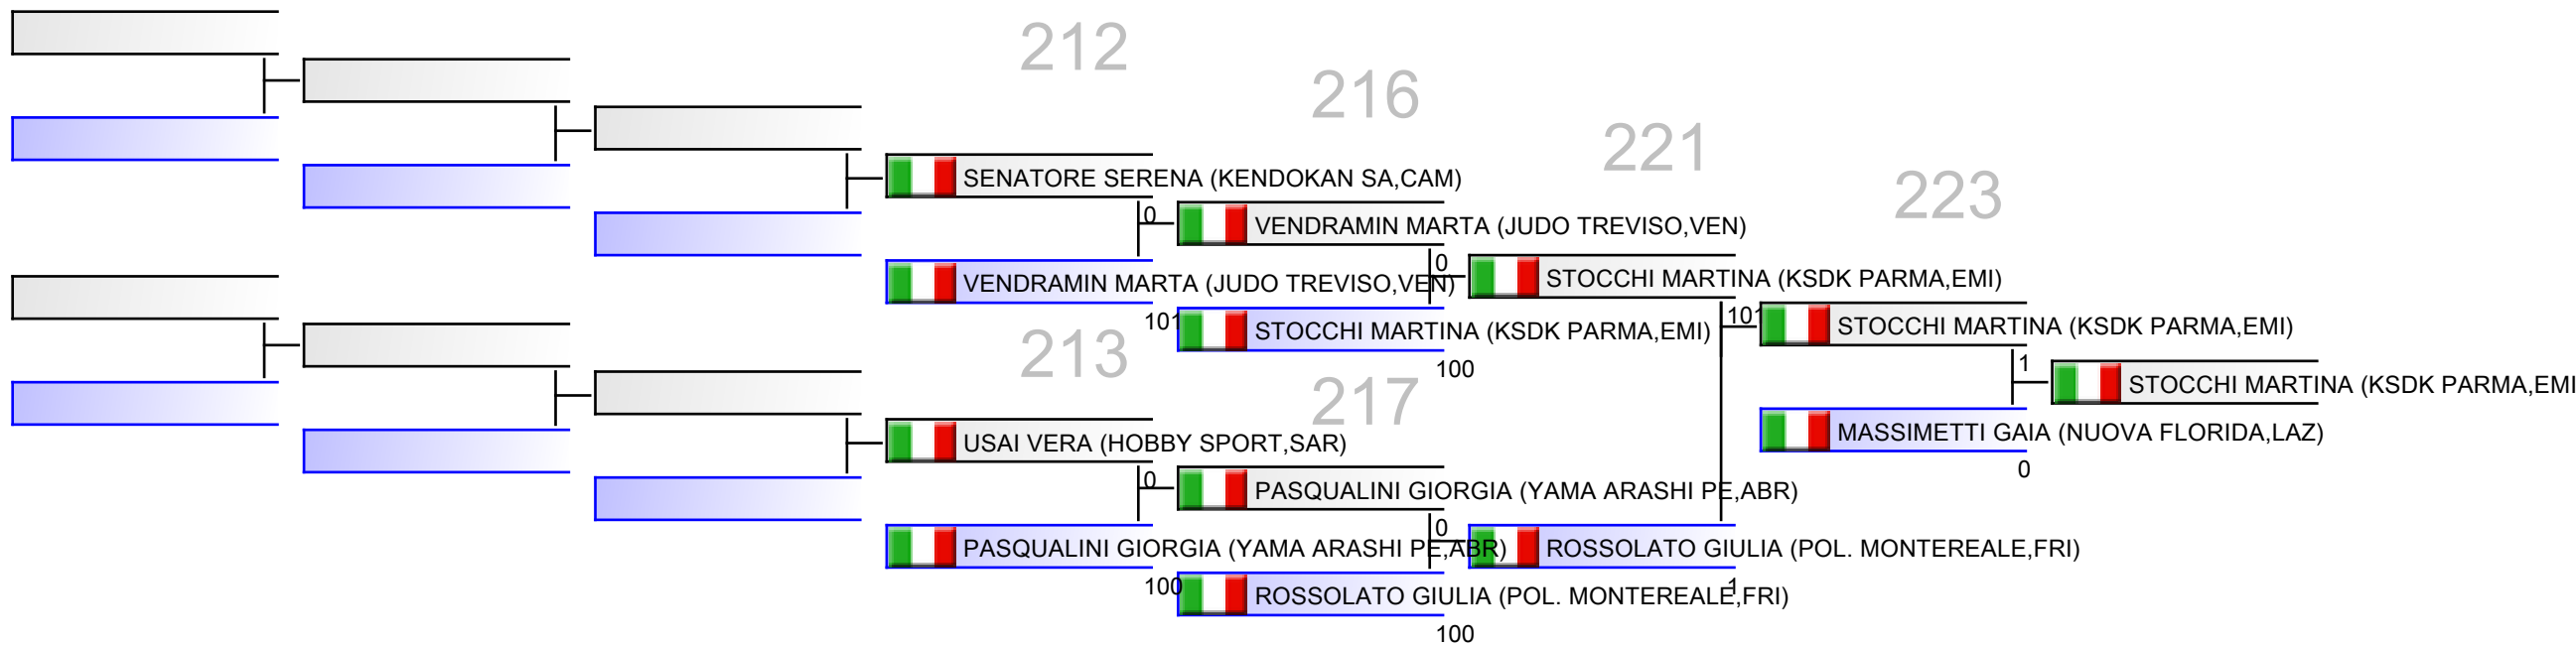 212
216
221
223
SENATORE SERENA (KENDOKAN SA,CAM)
0
VENDRAMIN MARTA (JUDO TREVISO,VEN)
0
VENDRAMIN MARTA (JUDO TREVISO,VEN)
STOCCHI MARTINA (KSDK PARMA,EMI)
101
STOCCHI MARTINA (KSDK PARMA,EMI)
101
STOCCHI MARTINA (KSDK PARMA,EMI)
213
100
1
STOCCHI MARTINA (KSDK PARMA,EMI
217
USAI VERA (HOBBY SPORT,SAR)
MASSIMETTI GAIA (NUOVA FLORIDA,LAZ)
0
0
PASQUALINI GIORGIA (YAMA ARASHI PE,ABR)
0
PASQUALINI GIORGIA (YAMA ARASHI PE,ABR)
ROSSOLATO GIULIA (POL. MONTEREALE,FRI)
100
ROSSOLATO GIULIA (POL. MONTEREALE,FRI)
1
100